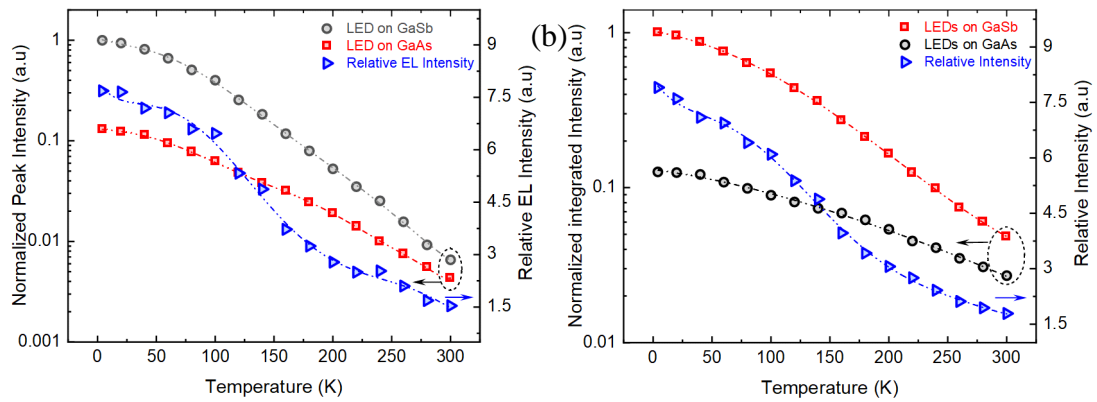 LED on GaSb
LED on GaAs
Relative EL Intensity
Normalized Peak Intensity (a.u)
1
0.1
0.01
0.001
9
7.5
6
4.5
3
1.5
Relative EL Intensity (a.u)
0 50 100 150 200 250 300
Temperature (K)
(b)
LEDs on GaSb
LEDs on GaAs
Relative Intensity
Normalized integrated Intensity (a.u)
1
0.1
0.01
9
7.5
6
4.5
3
1.5
Relative Intensity (a.u)
0 50 100 150 200 250 300
Temperature (K)